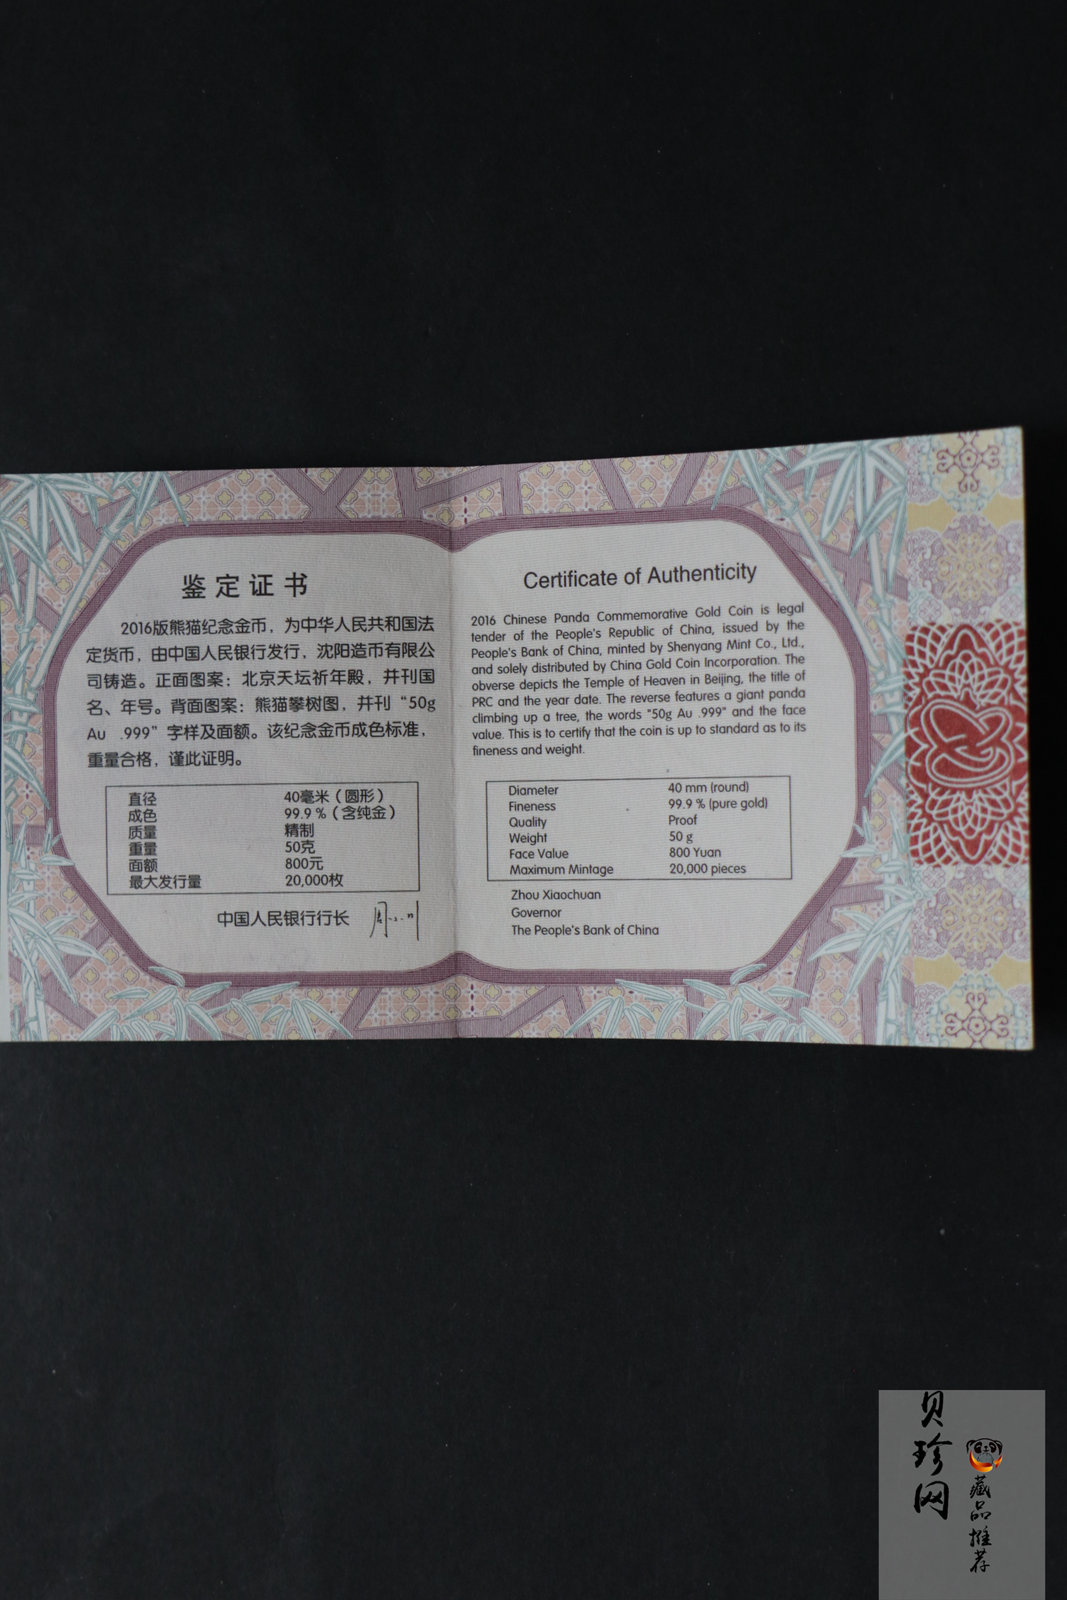 鉴定证书
2016版熊猫纪念金币，为中华人民共和国法
定货币，由中国人民银行发行，沈阳造币有限公
司铸造。正面图案：北京天坛祈年殿，并刊国
名、年号。背面图案：熊猫攀树图，并刊“50g
Au .999”字样及面额。该纪念金币成色标准，
重量合格，谨此证明。
直径 40毫米（圆形）
成色 99.9％（含纯金）
质量 精制
重量 50克
面额 800元
最大发行量 20,000枚
中国人民银行行长
Certificate of Authenticity
2016 Chinese Panda Commemorative Gold Coin is legal
tender of the People's Republic of China, issued by the
People's Bank of China, minted by Shenyang Mint Co., Ltd.,
and solely distributed by China Gold Coin Incorporation. The
obverse depicts the Temple of Heaven in Beijing, the title of
PRC and the year date. The reverse features a giant panda
climbing up a tree, the words "50g Au .999" and the face
value. This is to certify that the coin is up to standard as to its
fineness and weight.
Diameter 40 mm (round)
Fineness 99.9 % (pure gold)
Quality Proof
Weight 50 g
Face Value 800 Yuan
Maximum Mintage 20,000 pieces
Zhou Xiaochuan
Governor
The People's Bank of China
贝珍网
藏品推荐